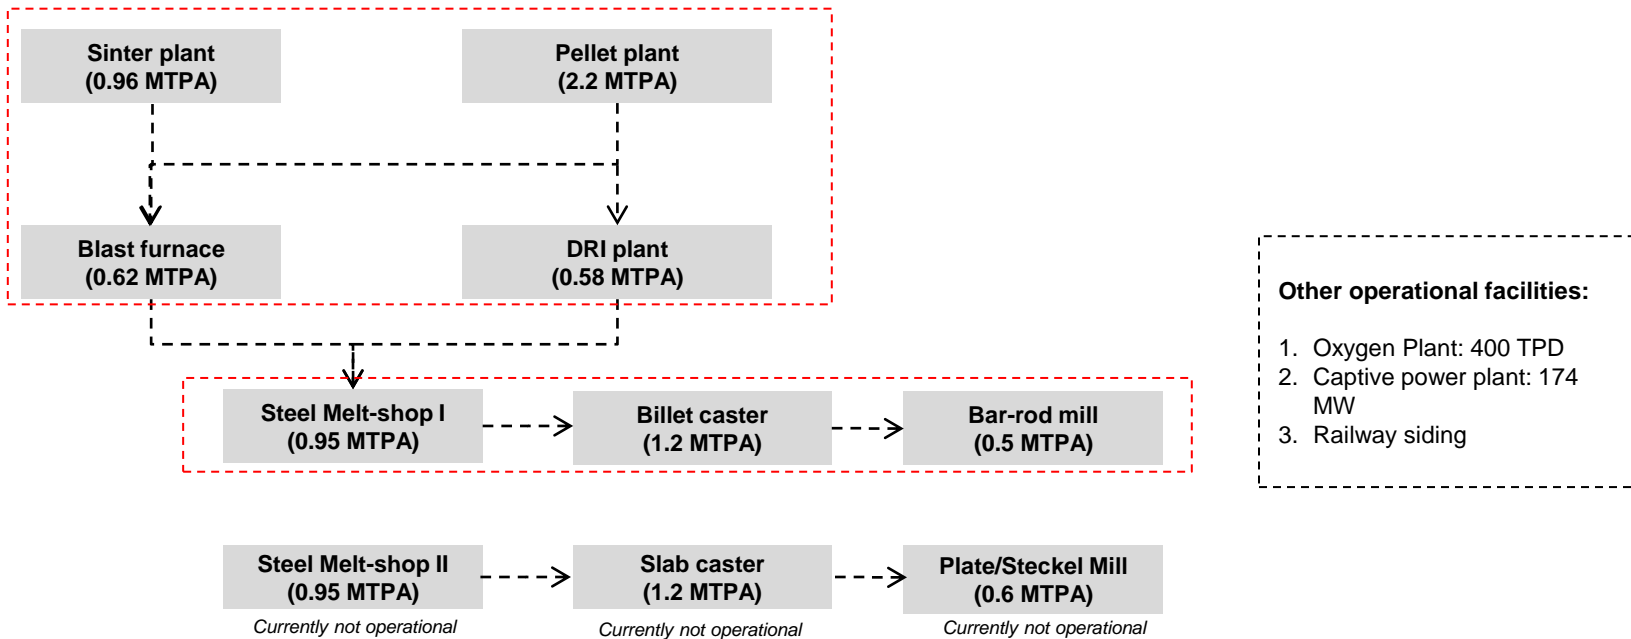 Sinter plant
(0.96 MTPA)
Pellet plant
(2.2 MTPA)
Blast furnace
(0.62 MTPA)
DRI plant
(0.58 MTPA)
Steel Melt-shop I
(0.95 MTPA)
Billet caster
(1.2 MTPA)
Bar-rod mill
(0.5 MTPA)
Steel Melt-shop II
(0.95 MTPA)
Currently not operational
Slab caster
(1.2 MTPA)
Currently not operational
Plate/Steckel Mill
(0.6 MTPA)
Currently not operational
Other operational facilities:
1. Oxygen Plant: 400 TPD
2. Captive power plant: 174
MW
3. Railway siding